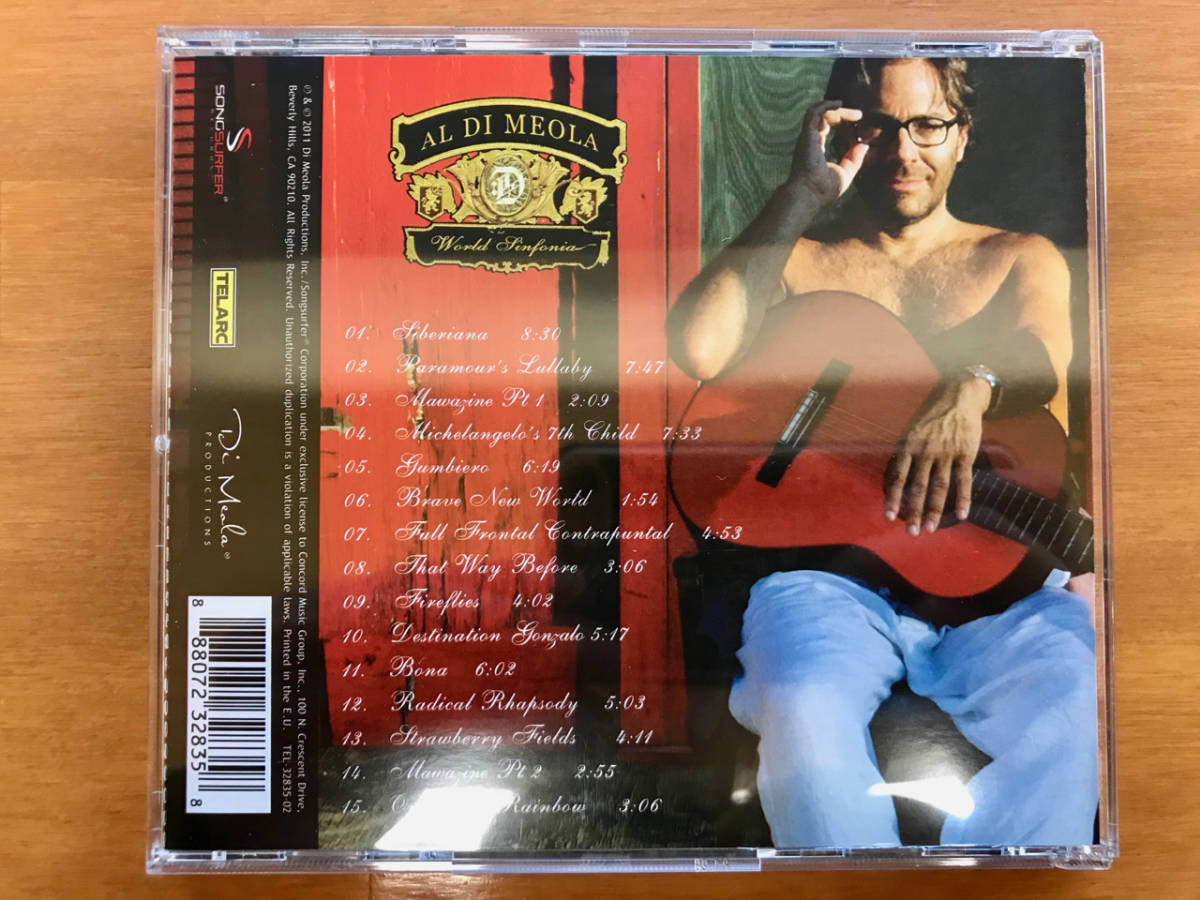 AL DI MEOLA
D
World Sinfonia
01. Siberiana 8:30
02. Paramour's Lullaby 7:47
03. Mawazine Pt 1 2:09
04. Michelangelo's 7th Child 7:33
05. Gumbiero 6:19
06. Brave New World 1:54
07. Full Frontal Contrapuntal 4:53
08. That Way Before 3:06
09. Fireflies 4:02
10. Destination Gonzalo 5:17
11. Bona 6:02
12. Radical Rhapsody 5:03
13. Strawberry Fields 4:11
14. Mawazine Pt 2 2:55
15. Rainbow 3:06
℗ & © 2011 Di Meola Productions, Inc./Songsurfer® Corporation under exclusive license to Concord Music Group, Inc., 100 N. Crescent Drive,
Beverly Hills, CA 90210. All Rights Reserved. Unauthorized duplication is a violation of applicable laws. Printed in the E.U. TEL-32835-02
SONGSURFER®
RECORDS
TELARC
Di Meola®
PRODUCTIONS
8 88072 32835 8